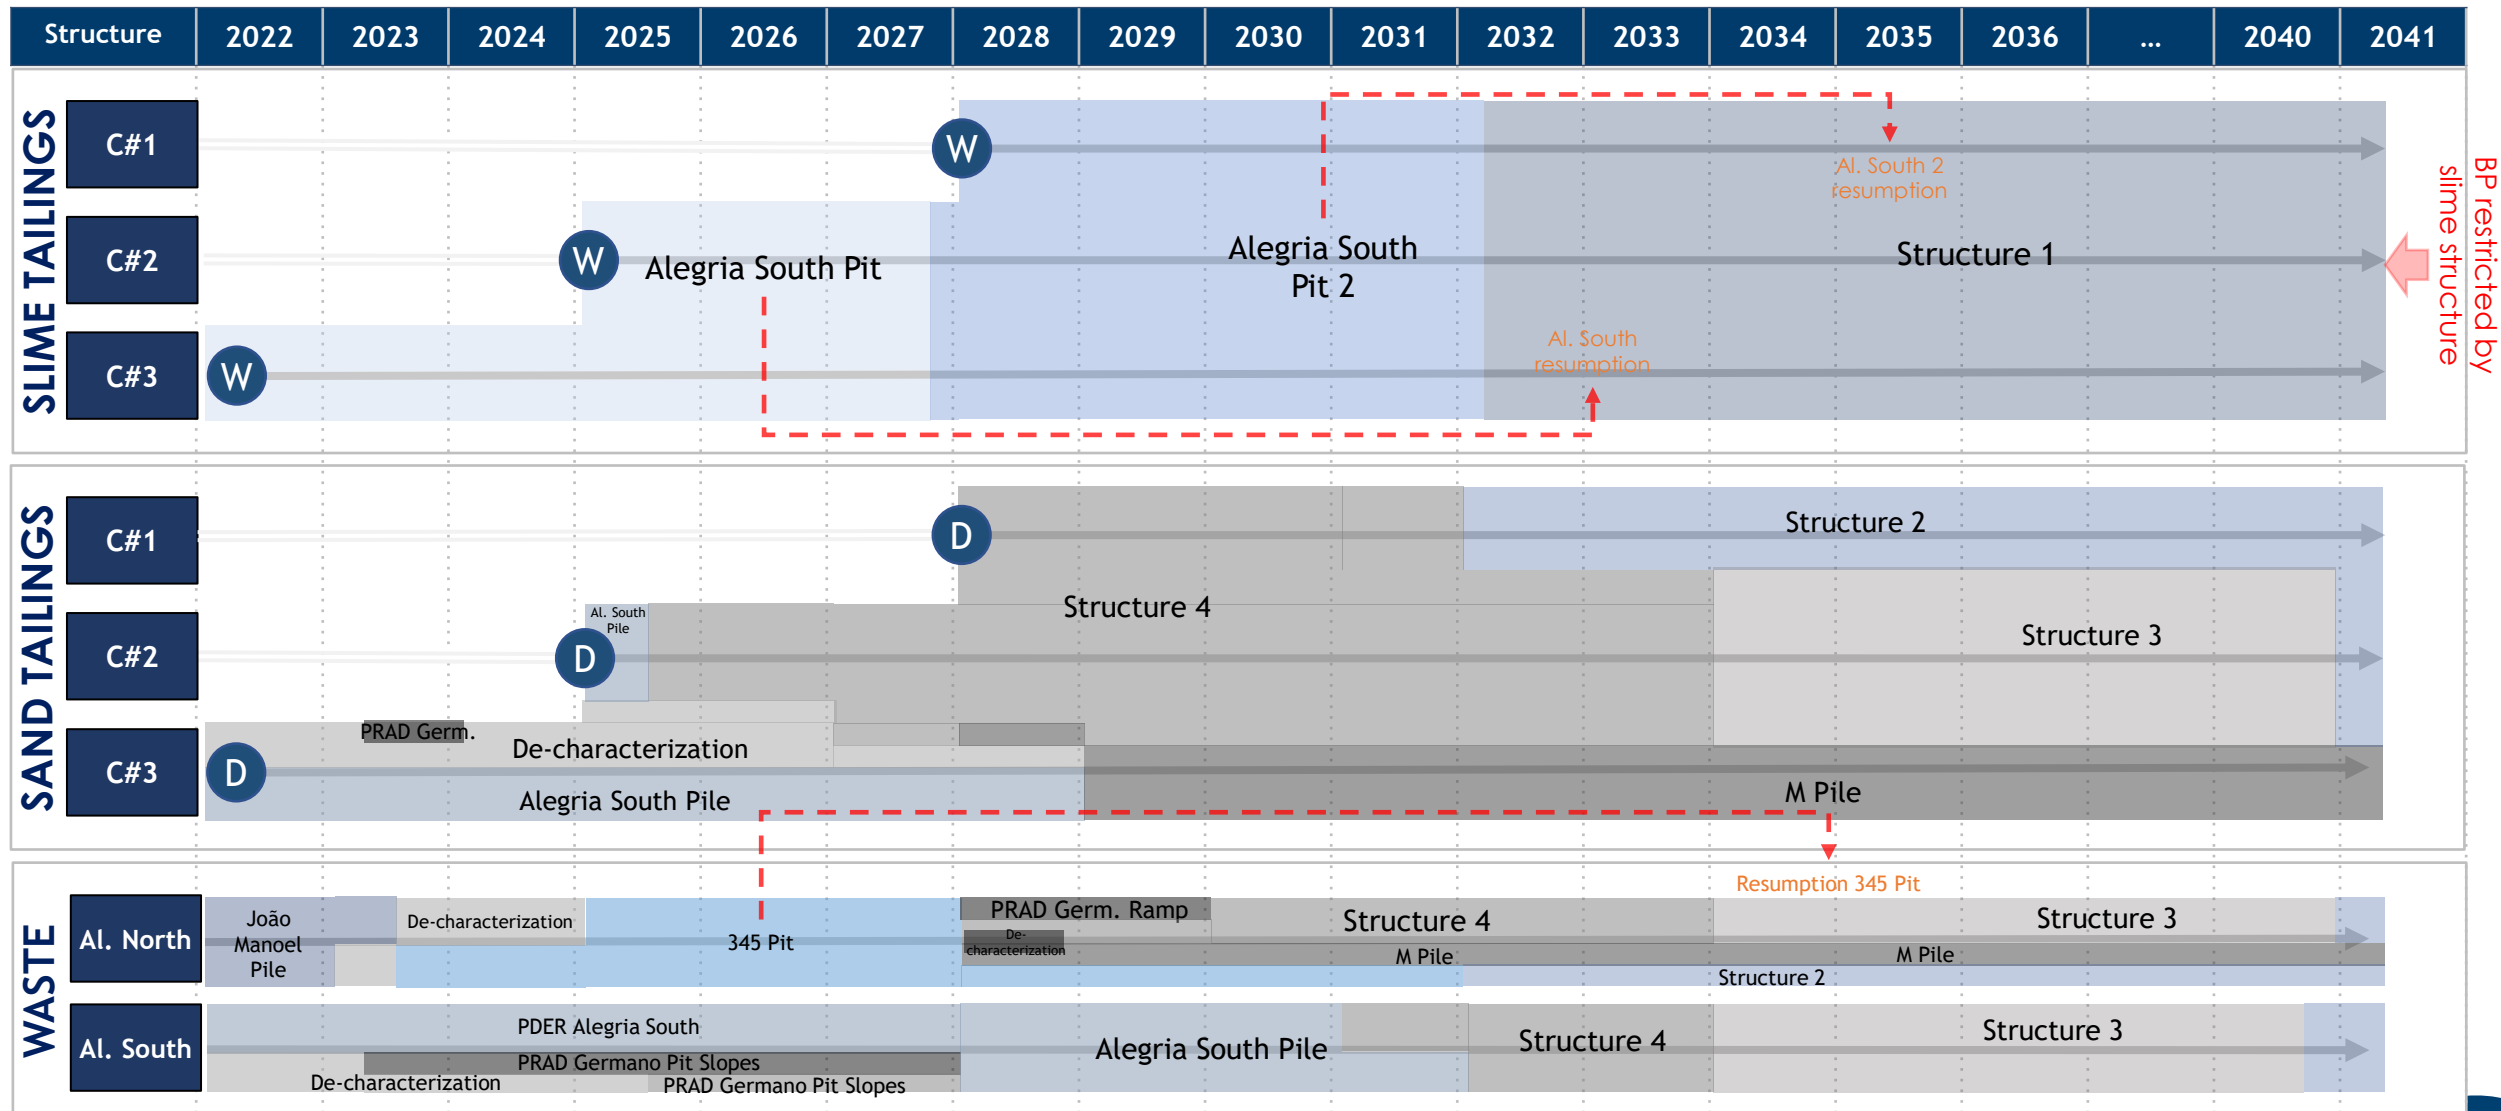 Structure 2022 2023 2024 2025 2026 2027 2028 2029 2030 2031 2032 2033 2034 2035 2036 ... 2040 2041
SLIME TAILINGS
C#1
W
Al. South 2
resumption
C#2
W
Alegria South Pit
Alegria South
Pit 2
Structure 1
C#3
W
Al. South
resumption
BP restricted by
slime structure
SAND TAILINGS
C#1
D
Structure 2
C#2
D
Al. South
Pile
Structure 4
Structure 3
C#3
D
PRAD Germ.
De-characterization
Alegria South Pile
M Pile
WASTE
Resumption 345 Pit
Al. North
João
Manoel
Pile
De-characterization
345 Pit
PRAD Germ. Ramp
De-
characterization
Structure 4
Structure 3
M Pile
M Pile
Structure 2
Al. South
PDER Alegria South
PRAD Germano Pit Slopes
De-characterization
PRAD Germano Pit Slopes
Alegria South Pile
Structure 4
Structure 3